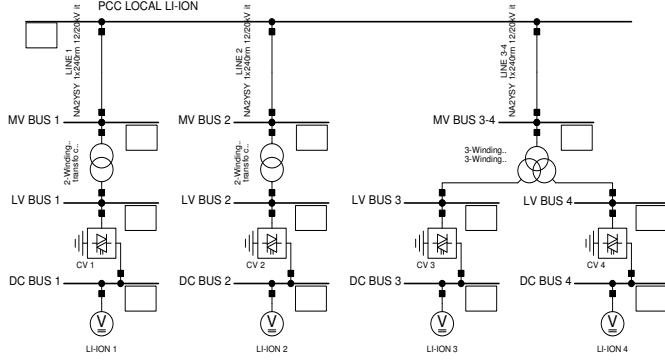 PCC LOCAL LI-ION
LINE 1
NA2YSY 1x240rm 12/20kV it
LINE 2
NA2YSY 1x240rm 12/20kV it
LINE 3-4
NA2YSY 1x240rm 12/20kV it
MV BUS 1
MV BUS 2
MV BUS 3-4
2-Winding..
transfo c..
2-Winding..
transfo c..
3-Winding..
3-Winding..
LV BUS 1
LV BUS 2
LV BUS 3
LV BUS 4
CV 1
CV 2
CV 3
CV 4
DC BUS 1
DC BUS 2
DC BUS 3
DC BUS 4
V
V
V
V
LI-ION 1
LI-ION 2
LI-ION 3
LI-ION 4